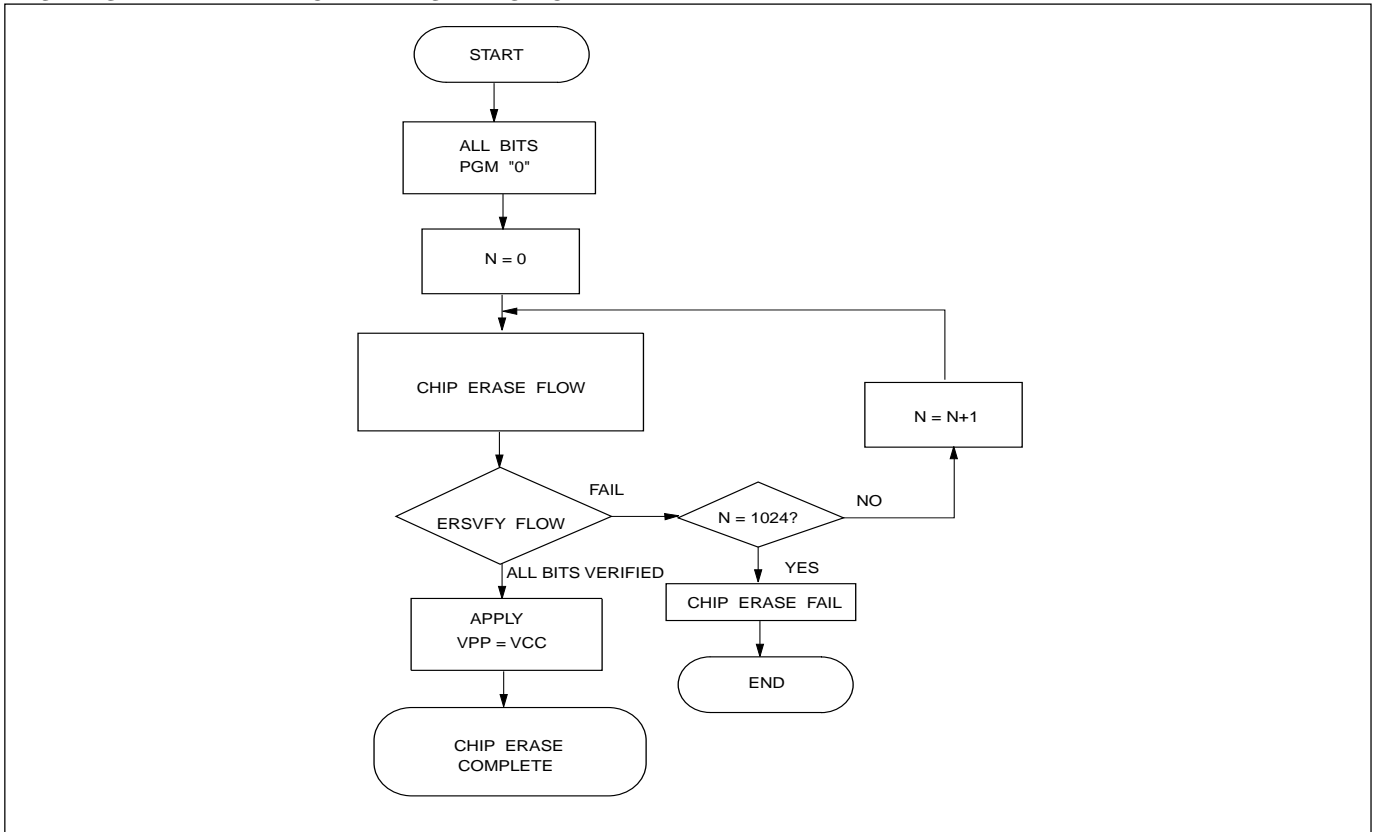 START
ALL BITS
PGM "0"
N = 0
CHIP ERASE FLOW
N = N+1
FAIL
NO
ERSVFY FLOW
N = 1024?
ALL BITS VERIFIED
YES
APPLY
VPP = VCC
CHIP ERASE FAIL
END
CHIP ERASE
COMPLETE